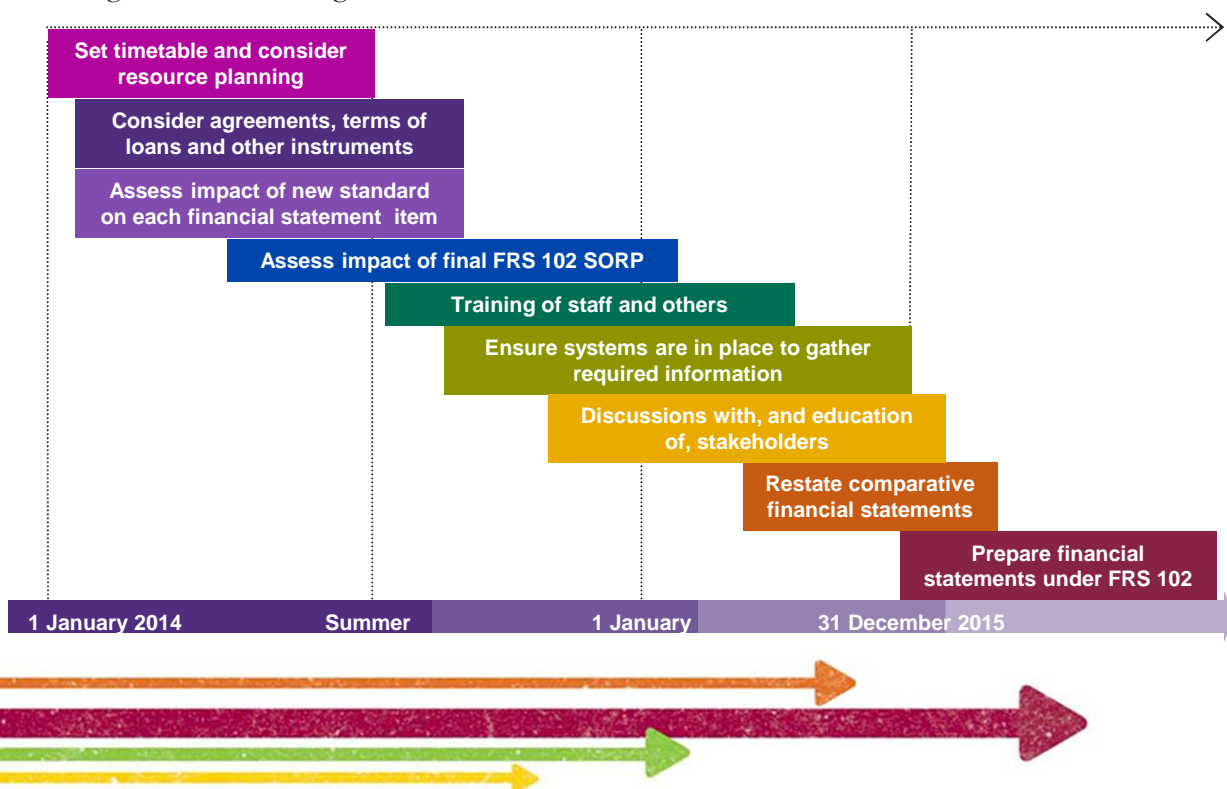 Set timetable and consider
resource planning
Consider agreements, terms of
loans and other instruments
Assess impact of new standard
on each financial statement item
Assess impact of final FRS 102 SORP
Training of staff and others
Ensure systems are in place to gather
required information
Discussions with, and education
of, stakeholders
Restate comparative
financial statements
Prepare financial
statements under FRS 102
1 January 2014 Summer 1 January 31 December 2015